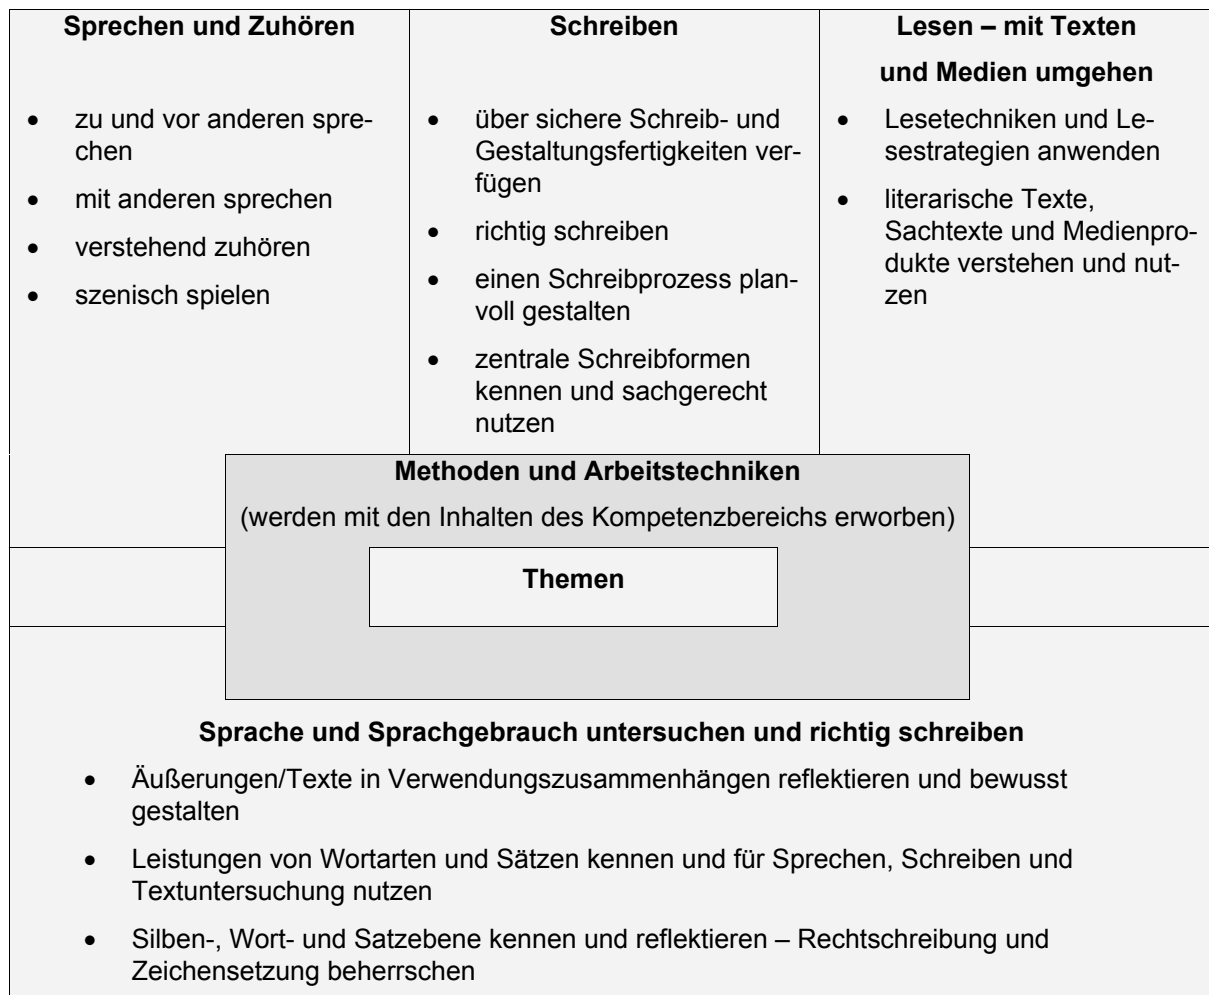 Sprechen und Zuhören
• zu und vor anderen spre-
chen
• mit anderen sprechen
• verstehend zuhören
• szenisch spielen
Schreiben
• über sichere Schreib- und
Gestaltungsfertigkeiten ver-
fügen
• richtig schreiben
• einen Schreibprozess plan-
voll gestalten
• zentrale Schreibformen
kennen und sachgerecht
nutzen
Lesen – mit Texten
und Medien umgehen
• Lesetechniken und Le-
sestrategien anwenden
• literarische Texte,
Sachtexte und Medienpro-
dukte verstehen und nut-
zen
Methoden und Arbeitstechniken
(werden mit den Inhalten des Kompetenzbereichs erworben)
Themen
Sprache und Sprachgebrauch untersuchen und richtig schreiben
• Äußerungen/Texte in Verwendungszusammenhängen reflektieren und bewusst
gestalten
• Leistungen von Wortarten und Sätzen kennen und für Sprechen, Schreiben und
Textuntersuchung nutzen
• Silben-, Wort- und Satzebene kennen und reflektieren – Rechtschreibung und
Zeichensetzung beherrschen